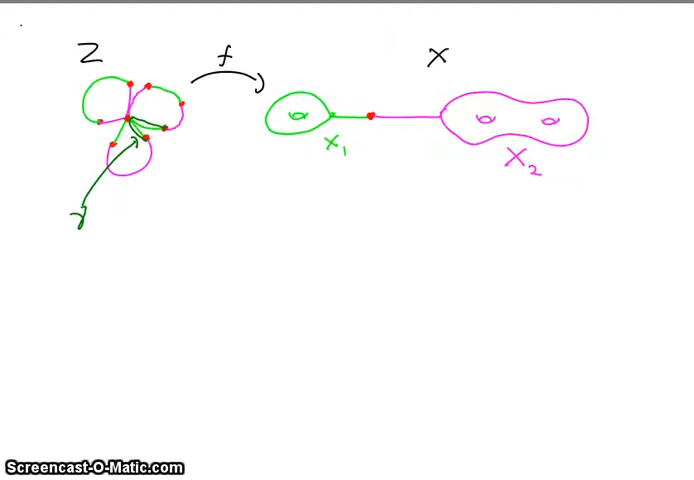 Z f X
X₁
X₂
γ
Screencast-O-Matic.com